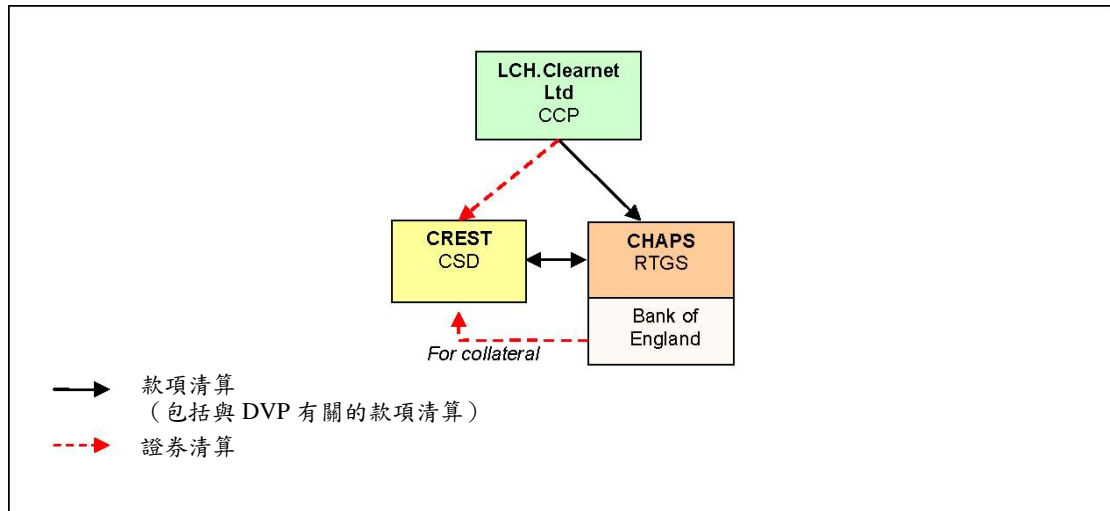 LCH.Clearnet
Ltd
CCP
CREST
CSD
CHAPS
RTGS
Bank of
England
For collateral
款項清算
（包括與 DVP 有關的款項清算）
證券清算